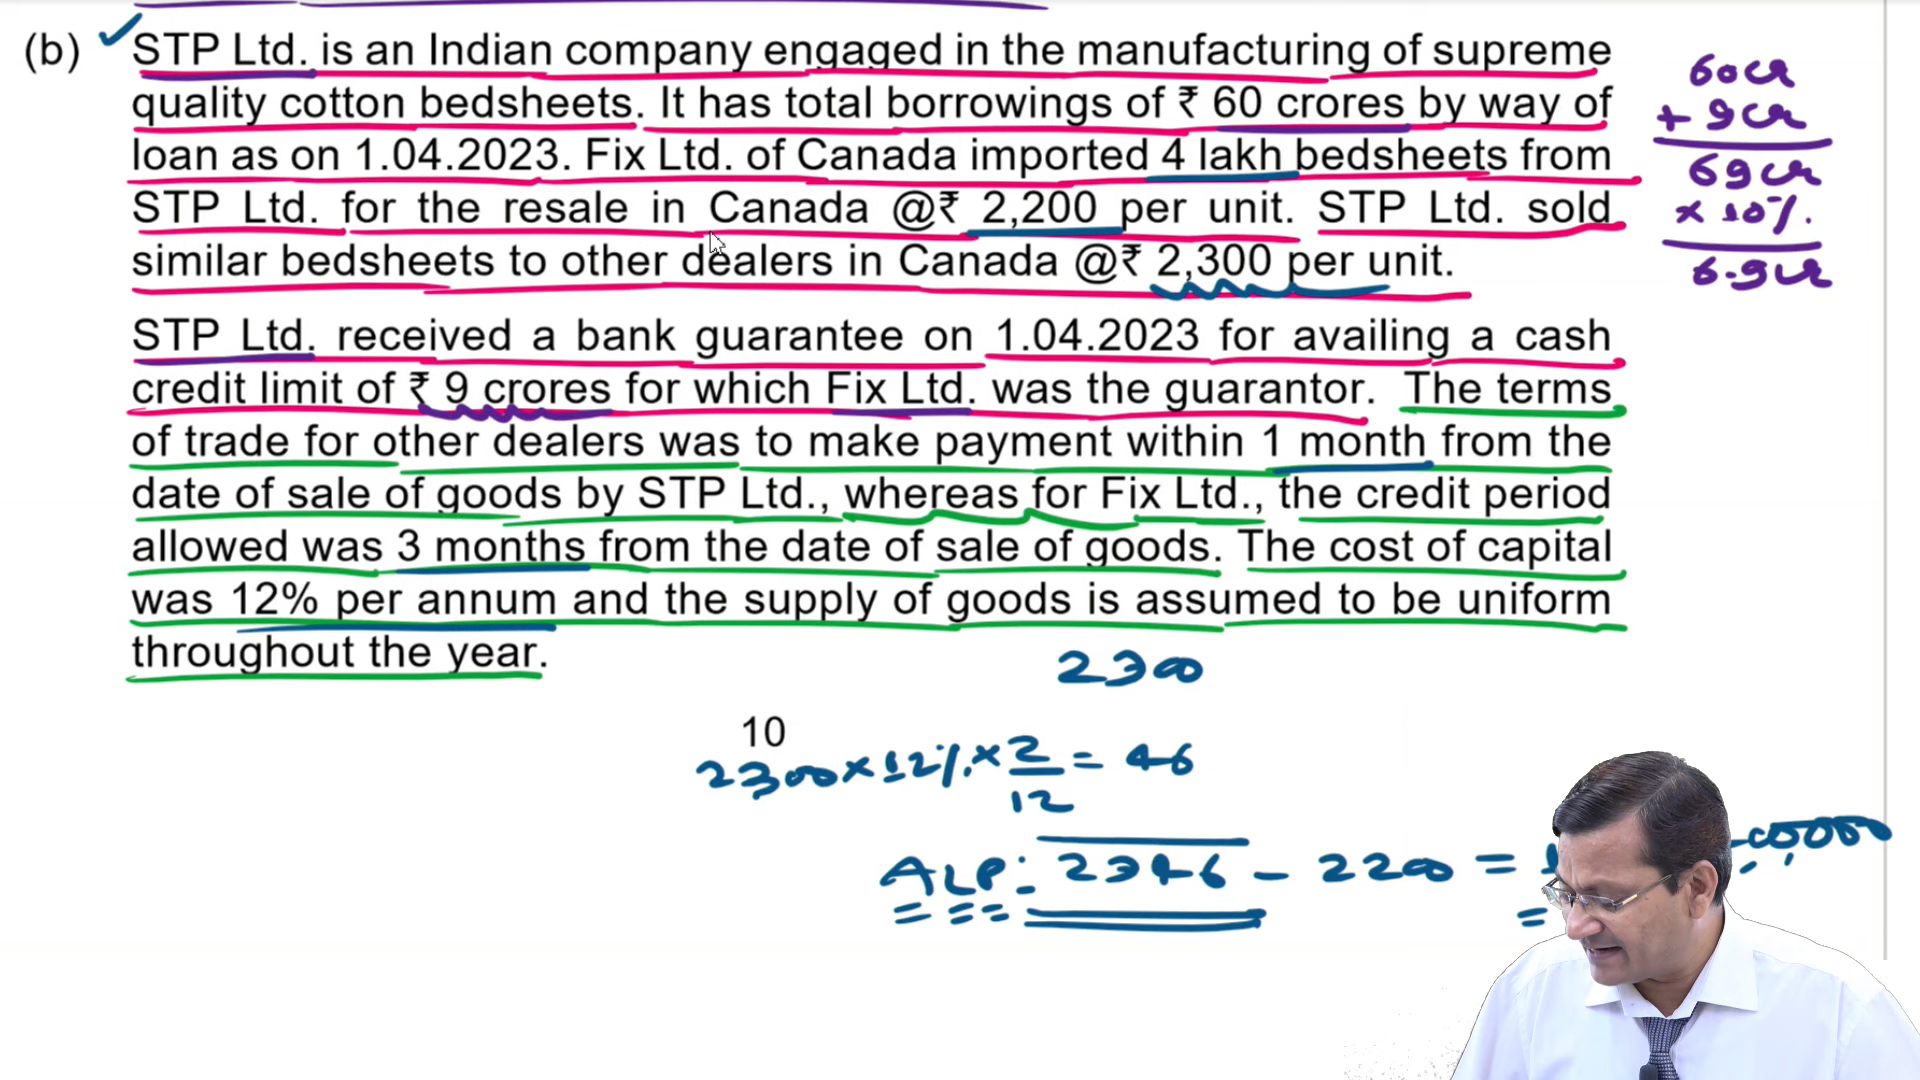 (b) ✓STP Ltd. is an Indian company engaged in the manufacturing of supreme
quality cotton bedsheets. It has total borrowings of ₹ 60 crores by way of
loan as on 1.04.2023. Fix Ltd. of Canada imported 4 lakh bedsheets from
STP Ltd. for the resale in Canada @₹ 2,200 per unit. STP Ltd. sold
similar bedsheets to other dealers in Canada @₹ 2,300 per unit.
60cr
+ 9cr
69cr
x 10%.
6.9cr
STP Ltd. received a bank guarantee on 1.04.2023 for availing a cash
credit limit of ₹ 9 crores for which Fix Ltd. was the guarantor. The terms
of trade for other dealers was to make payment within 1 month from the
date of sale of goods by STP Ltd., whereas for Fix Ltd., the credit period
allowed was 3 months from the date of sale of goods. The cost of capital
was 12% per annum and the supply of goods is assumed to be uniform
throughout the year.
2300
10
2300x12%x2/12 = 46
ALP: 2346 - 2200 =